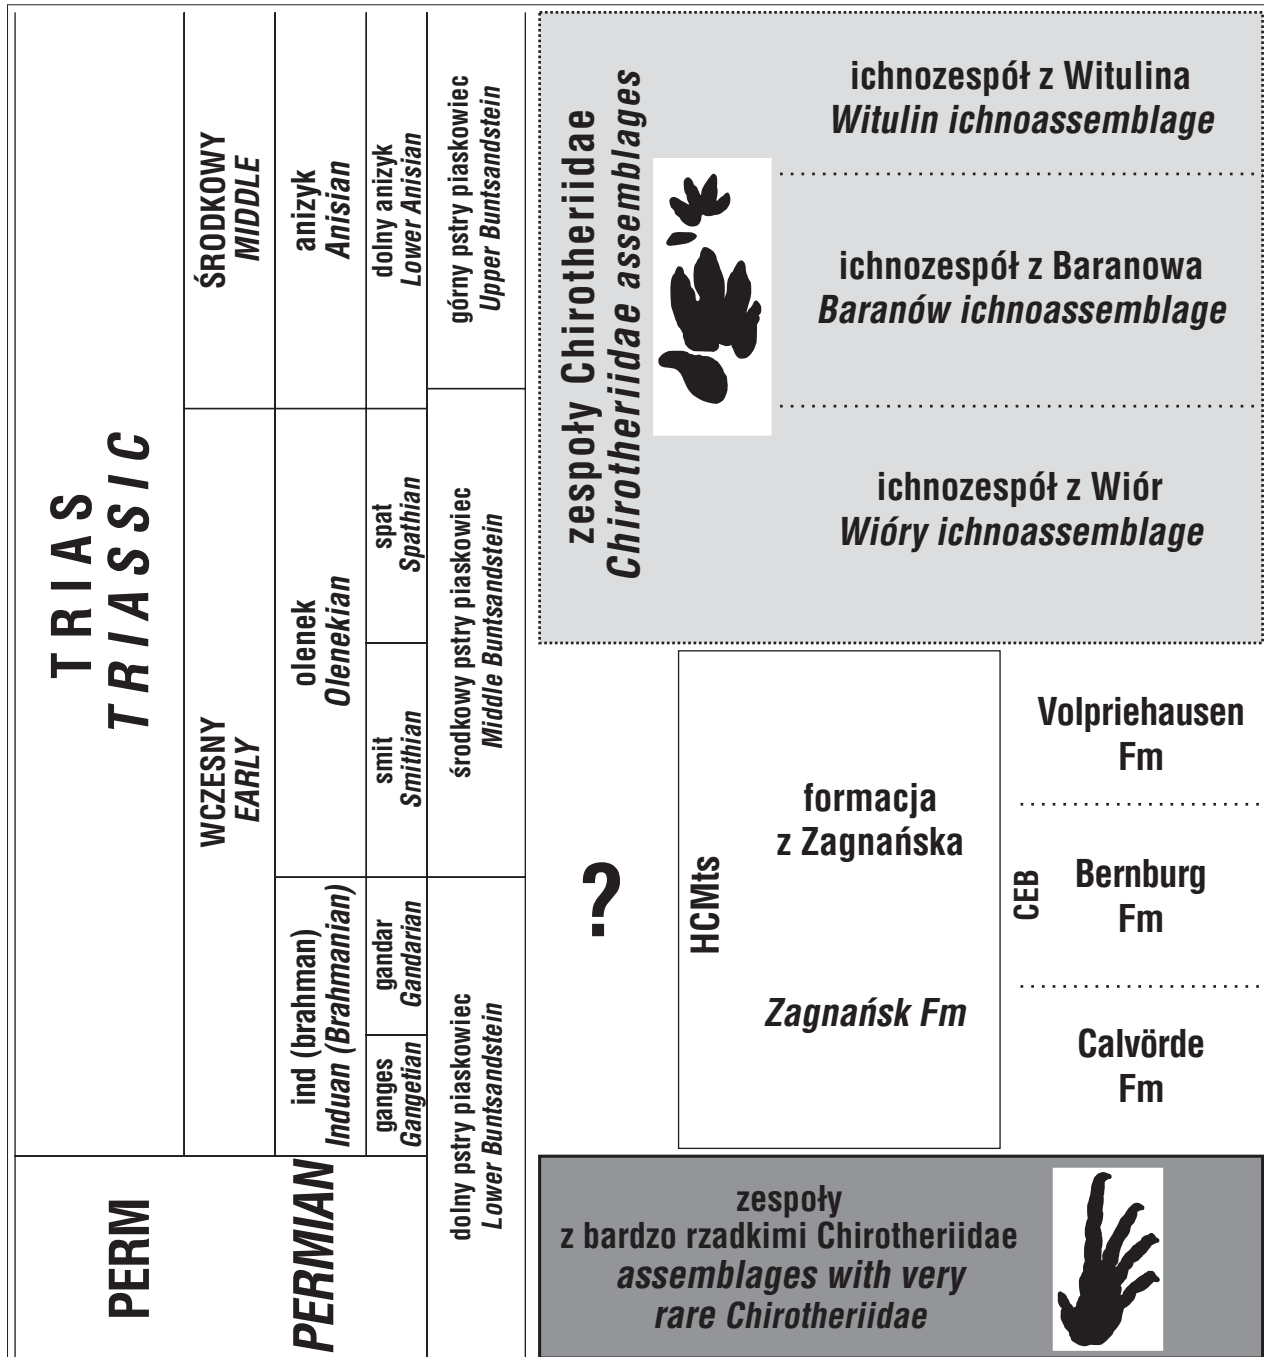 TRIAS
TRIASSIC
PERM
PERMIAN
ŚRODKOWY
MIDDLE
WCZESNY
EARLY
anizyk
Anisian
olenek
Olenekian
ind (brahman)
Induan (Brahmanian)
dolny anizyk
Lower Anisian
spat
Spathian
smit
Smithian
gandar
Gandarian
ganges
Gangetian
górny pstry piaskowiec
Upper Buntsandstein
środkowy pstry piaskowiec
Middle Buntsandstein
dolny pstry piaskowiec
Lower Buntsandstein
zespoły Chirotheriidae
Chirotheriidae assemblages
ichnozespół z Witulina
Witulin ichnoassemblage
ichnozespół z Baranowa
Baranów ichnoassemblage
ichnozespół z Wiór
Wióry ichnoassemblage
?
HCMts
formacja
z Zagnańska
Zagnańsk Fm
CEB
Volpriehausen
Fm
Bernburg
Fm
Calvörde
Fm
zespoły
z bardzo rzadkimi Chirotheriidae
assemblages with very
rare Chirotheriidae